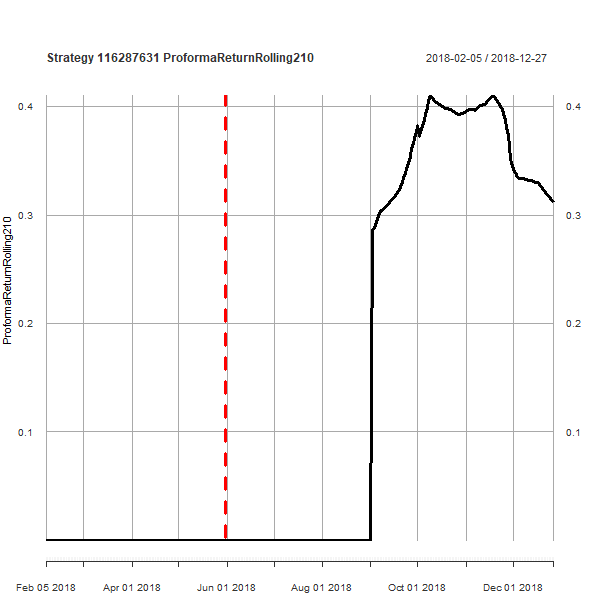 Strategy 116287631 ProformaReturnRolling210
2018-02-05 / 2018-12-27
0.4
0.4
0.3
0.3
0.2
0.2
0.1
0.1
ProformaReturnRolling210
Feb 05 2018
Apr 01 2018
Jun 01 2018
Aug 01 2018
Oct 01 2018
Dec 01 2018